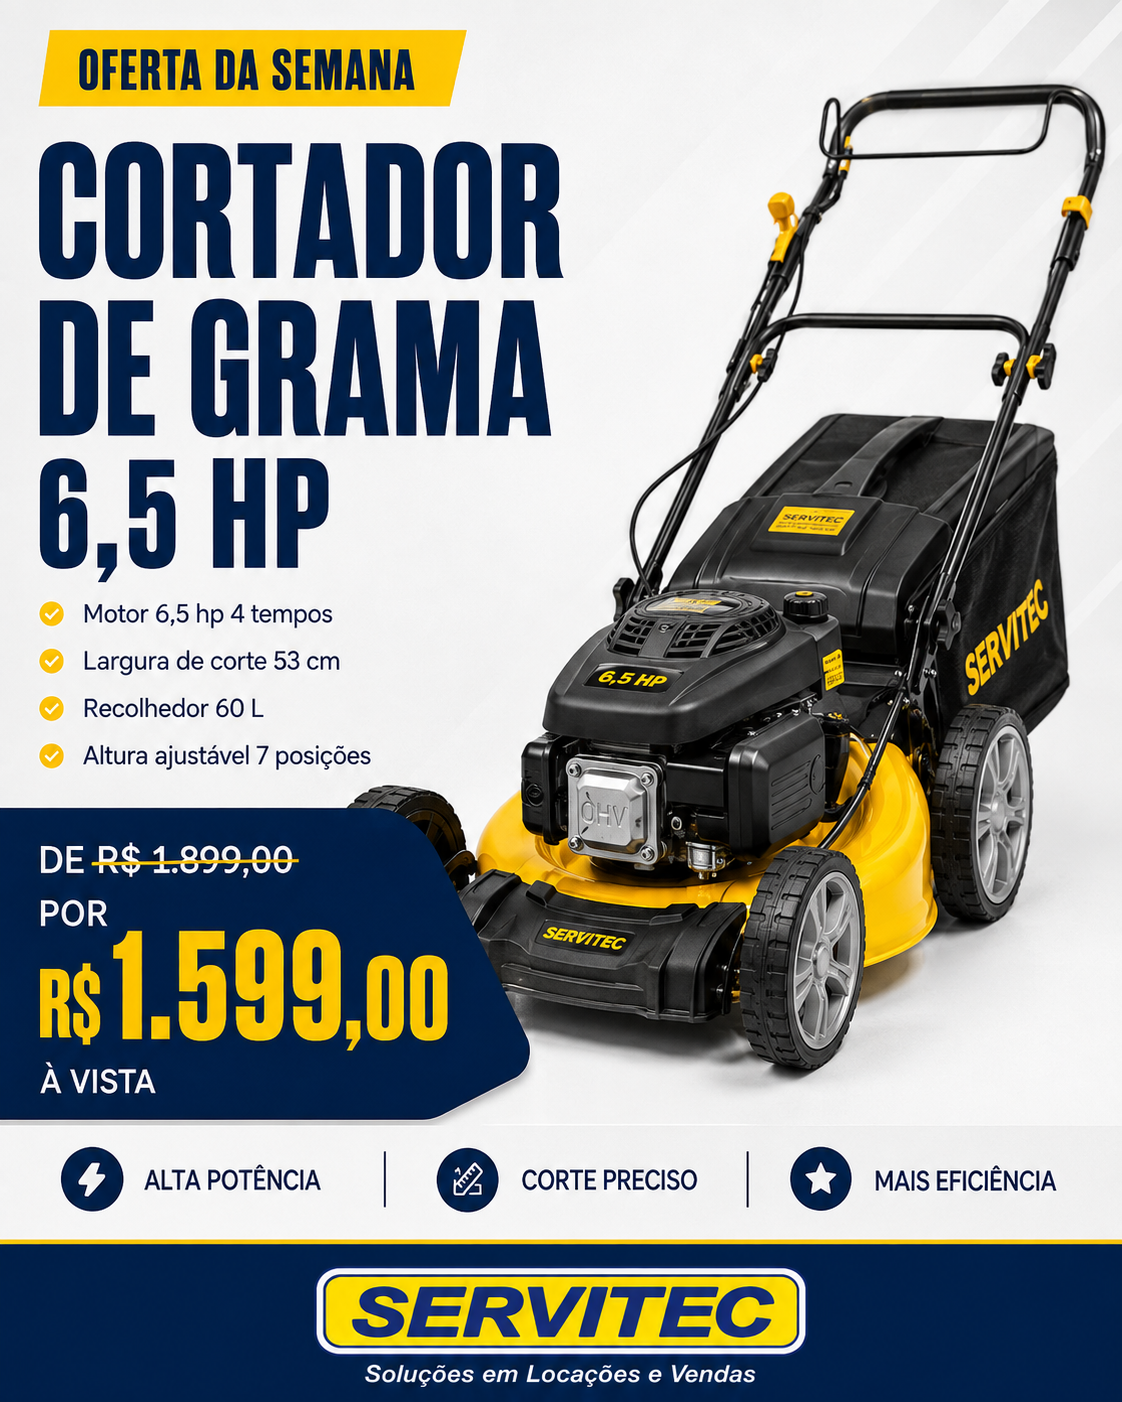 OFERTA DA SEMANA
CORTADOR
DE GRAMA
6,5 HP
Motor 6,5 hp 4 tempos
Largura de corte 53 cm
Recolhedor 60 L
Altura ajustável 7 posições
DE R$ 1.899,00
POR
R$ 1.599,00
À VISTA
SERVITEC
SERVITEC
6,5 HP
OHV
SERVITEC
ALTA POTÊNCIA
CORTE PRECISO
MAIS EFICIÊNCIA
SERVITEC
Soluções em Locações e Vendas